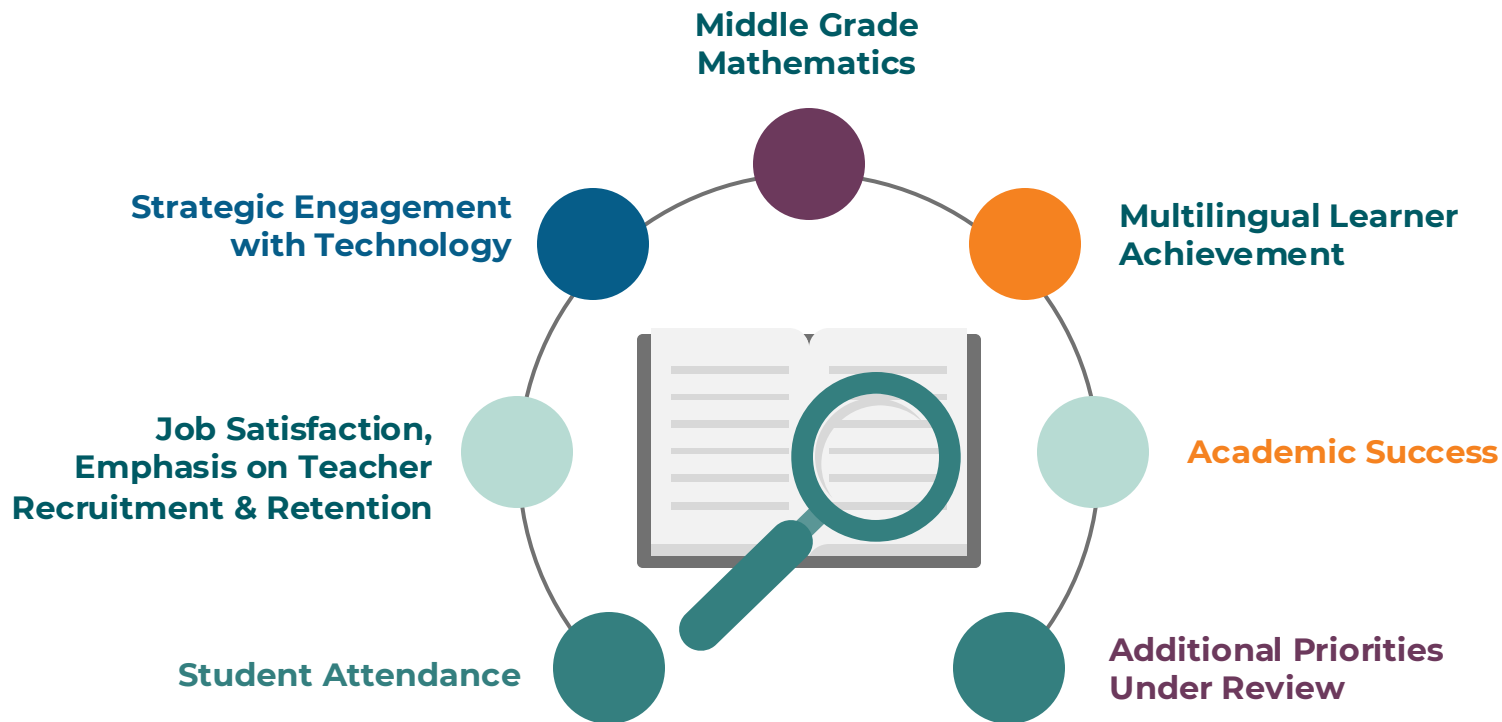 Middle Grade
Mathematics
Strategic Engagement
with Technology
Multilingual Learner
Achievement
Job Satisfaction,
Emphasis on Teacher
Recruitment & Retention
Academic Success
Student Attendance
Additional Priorities
Under Review